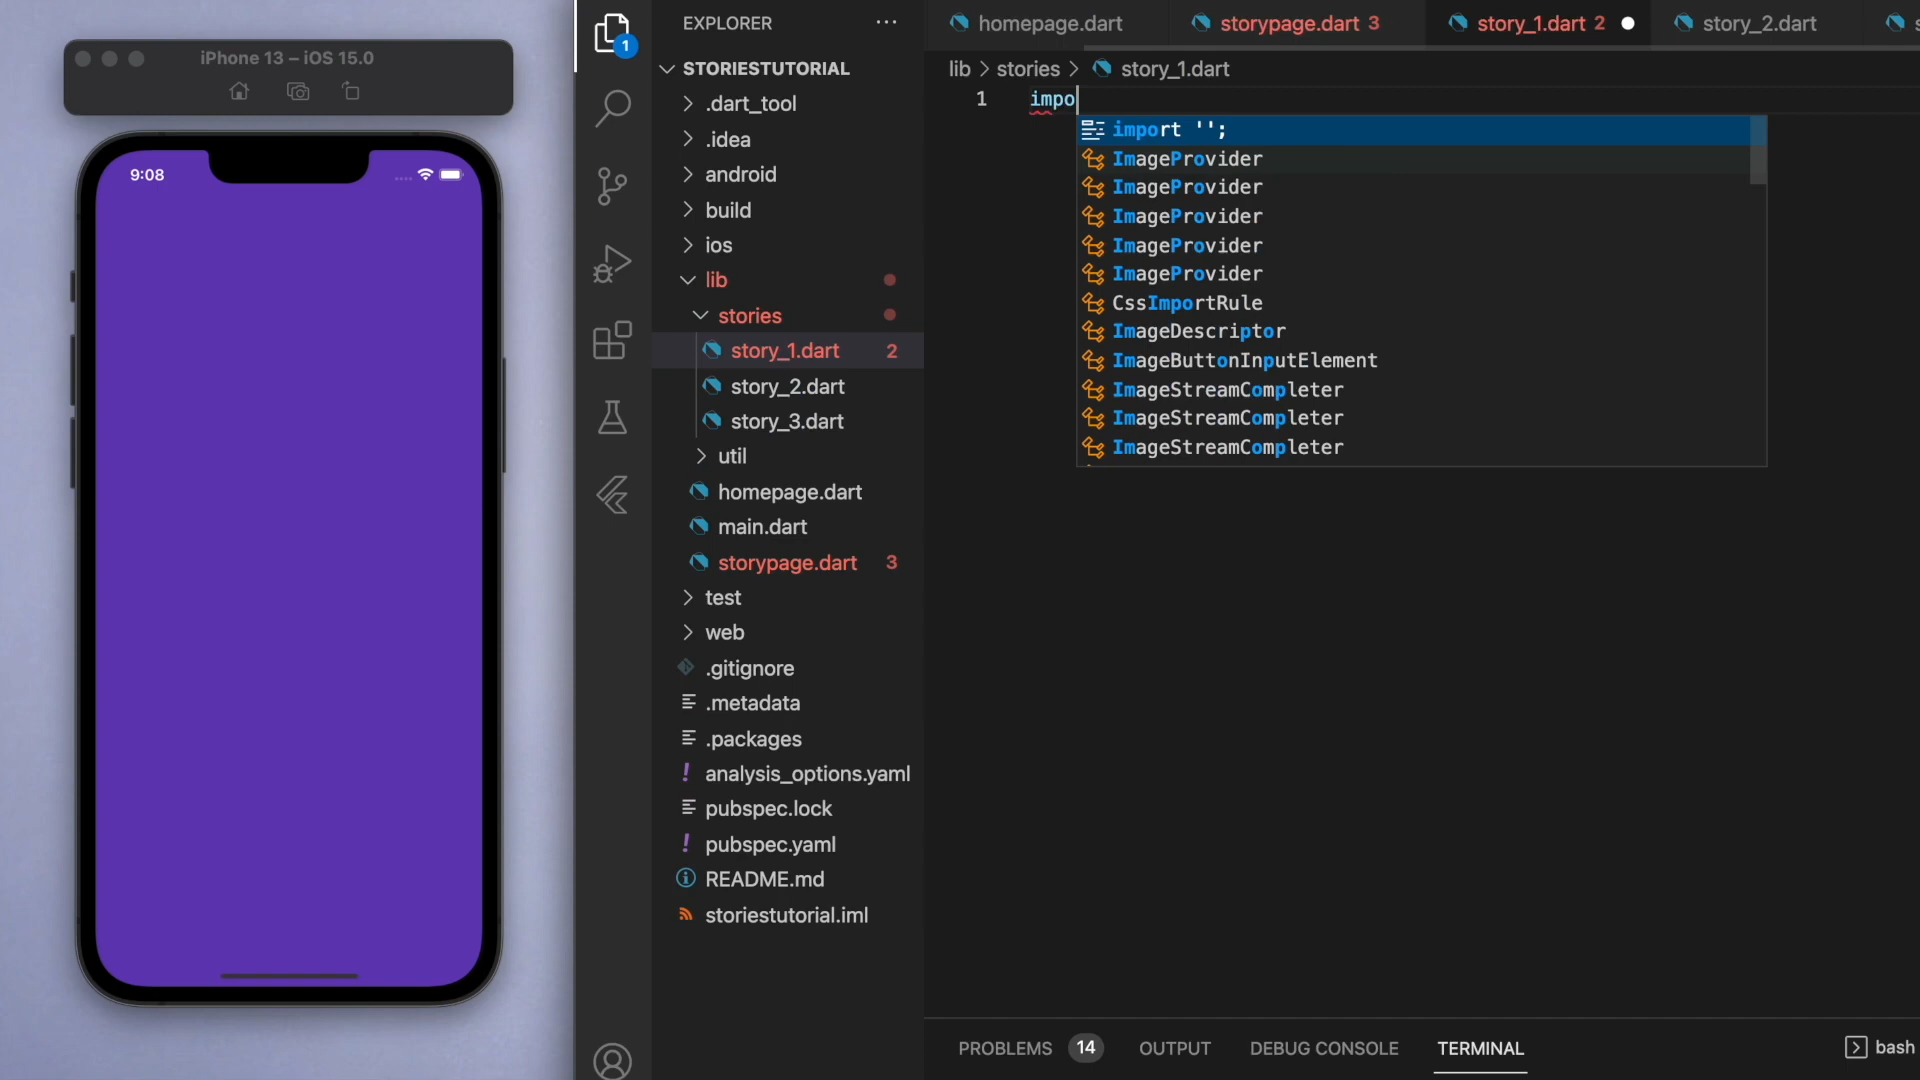 iPhone 13 – iOS 15.0
9:08
EXPLORER
STORIESTUTORIAL
.dart_tool
.idea
android
build
ios
lib
stories
story_1.dart 2
story_2.dart
story_3.dart
util
homepage.dart
main.dart
storypage.dart 3
test
web
.gitignore
.metadata
.packages
analysis_options.yaml
pubspec.lock
pubspec.yaml
README.md
storiestutorial.iml
1
homepage.dart
storypage.dart 3
story_1.dart 2
story_2.dart
lib > stories > story_1.dart
1 impo
import '';
ImageProvider
ImageProvider
ImageProvider
ImageProvider
ImageProvider
CssImportRule
ImageDescriptor
ImageButtonInputElement
ImageStreamCompleter
ImageStreamCompleter
ImageStreamCompleter
PROBLEMS 14 OUTPUT DEBUG CONSOLE TERMINAL bash